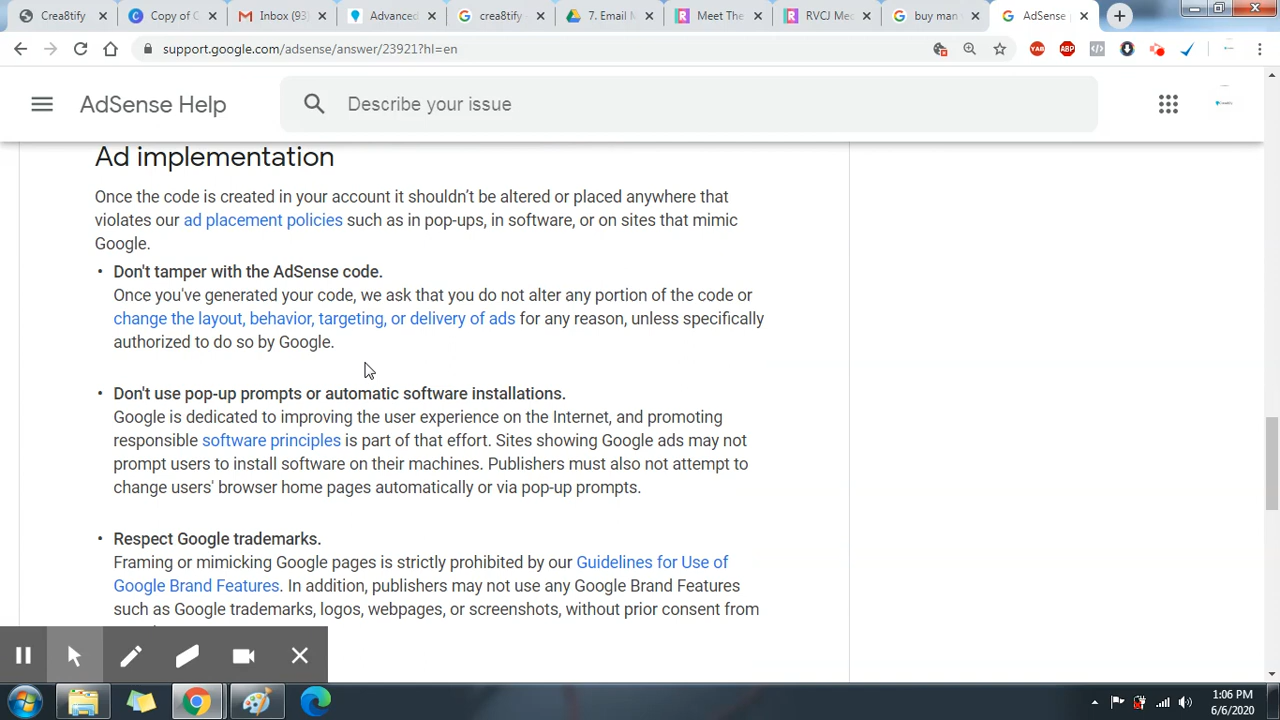 Crea8tify
Copy of C
Inbox (93)
Advanced
crea8tify
7. Email M
Meet The
RVCJ Me
buy man
AdSense
support.google.com/adsense/answer/23921?hl=en
YAB
ABP
AdSense Help
Describe your issue
Ad implementation
Once the code is created in your account it shouldn't be altered or placed anywhere that
violates our ad placement policies such as in pop-ups, in software, or on sites that mimic
Google.
• Don't tamper with the AdSense code.
Once you've generated your code, we ask that you do not alter any portion of the code or
change the layout, behavior, targeting, or delivery of ads for any reason, unless specifically
authorized to do so by Google.
• Don't use pop-up prompts or automatic software installations.
Google is dedicated to improving the user experience on the Internet, and promoting
responsible software principles is part of that effort. Sites showing Google ads may not
prompt users to install software on their machines. Publishers must also not attempt to
change users' browser home pages automatically or via pop-up prompts.
• Respect Google trademarks.
Framing or mimicking Google pages is strictly prohibited by our Guidelines for Use of
Google Brand Features. In addition, publishers may not use any Google Brand Features
such as Google trademarks, logos, webpages, or screenshots, without prior consent from
1:06 PM
6/6/2020